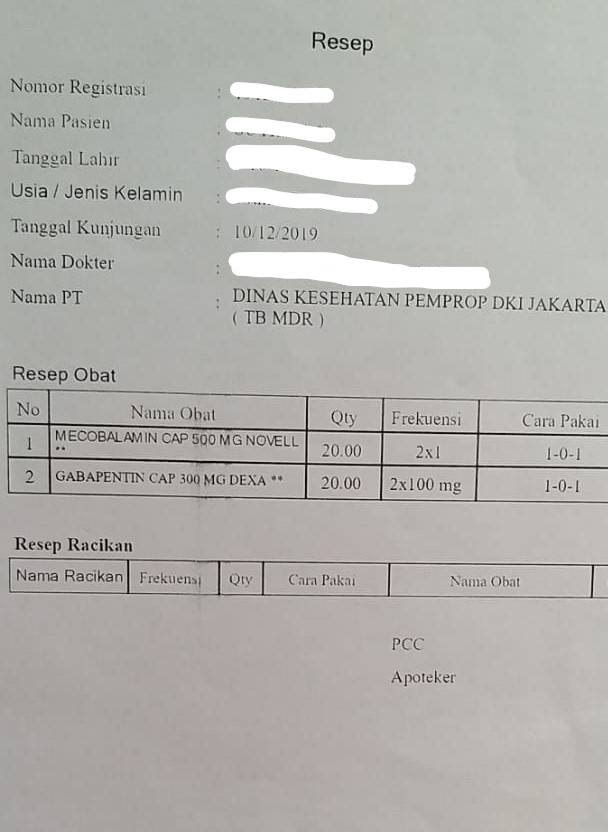 Resep
Nomor Registrasi :
Nama Pasien :
Tanggal Lahir :
Usia / Jenis Kelamin :
Tanggal Kunjungan : 10/12/2019
Nama Dokter :
Nama PT : DINAS KESEHATAN PEMPROP DKI JAKARTA
( TB MDR )
Resep Obat
No Nama Obat Qty Frekuensi Cara Pakai
1 MECOBALAMIN CAP 500 MG NOVELL ** 20.00 2x1 1-0-1
2 GABAPENTIN CAP 300 MG DEXA ** 20.00 2x100 mg 1-0-1
Resep Racikan
Nama Racikan Frekuensi Qty Cara Pakai Nama Obat
PCC
Apoteker